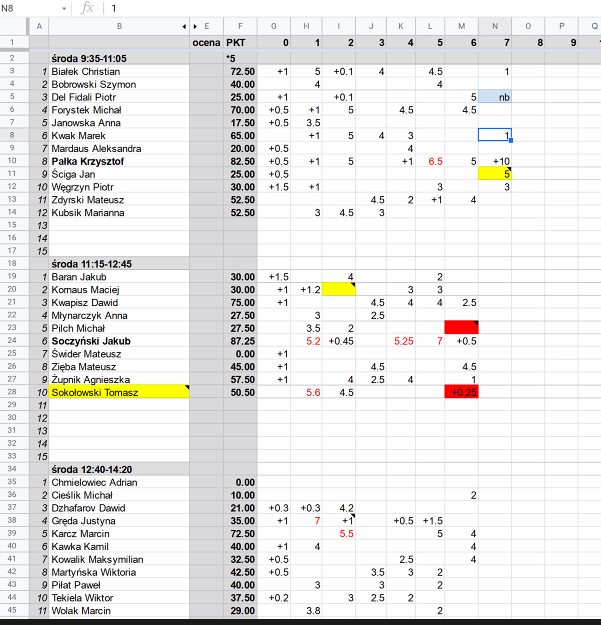 N8 fx 1
A B E F G H I J K L M N O P Q
1 ocena PKT 0 1 2 3 4 5 6 7 8 9 1
2 środa 9:35-11:05 *5
3 1 Białek Christian 72.50 +1 5 +0.1 4 4.5 1
4 2 Bobrowski Szymon 40.00 4 4
5 3 Del Fidali Piotr 25.00 +1 +0.1 5 nb
6 4 Forystek Michał 70.00 +0.5 +1 5 4.5 4.5
7 5 Janowska Anna 17.50 +0.5 3.5
8 6 Kwak Marek 65.00 +1 5 4 3 1
9 7 Mardaus Aleksandra 20.00 +0.5 4
10 8 Pałka Krzysztof 82.50 +0.5 +1 5 +1 6.5 5 +10
11 9 Ściga Jan 25.00 +0.5 5
12 10 Węgrzyn Piotr 30.00 +1.5 +1 3 3
13 11 Zdyrski Mateusz 52.50 4.5 2 +1 4
14 12 Kubsik Marianna 52.50 3 4.5 3
15 13
16 14
17 15
18 środa 11:15-12:45
19 1 Baran Jakub 30.00 +1.5 4 2
20 2 Kornaus Maciej 30.00 +1 +1.2 3 3
21 3 Kwapisz Dawid 75.00 +1 4.5 4 4 2.5
22 4 Młynarczyk Anna 27.50 3 2.5
23 5 Pilch Michał 27.50 3.5 2
24 6 Soczyński Jakub 87.25 5.2 +0.45 5.25 7 +0.5
25 7 Świder Mateusz 0.00 +1
26 8 Zięba Mateusz 45.00 +1 4.5 4.5
27 9 Żupnik Agnieszka 57.50 +1 4 2.5 4 1
28 10 Sokołowski Tomasz 50.50 5.6 4.5 +0.25
29 11
30 12
31 13
32 14
33 15
34 środa 12:40-14:20
35 1 Chmielowiec Adrian 0.00
36 2 Cieślik Michał 10.00 2
37 3 Dzhafarov Dawid 21.00 +0.3 +0.3 4.2
38 4 Gręda Justyna 35.00 +1 7 +1 +0.5 +1.5
39 5 Karcz Marcin 72.50 5.5 5 4
40 6 Kawka Kamil 40.00 +1 4 4
41 7 Kowalik Maksymilian 32.50 +0.5 2.5 4
42 8 Martyńska Wiktoria 42.50 +0.5 3.5 3 2
43 9 Piłat Paweł 40.00 3 3 2
44 10 Tekiela Wiktor 37.50 +0.2 3 2.5 2
45 11 Wolak Marcin 29.00 3.8 2